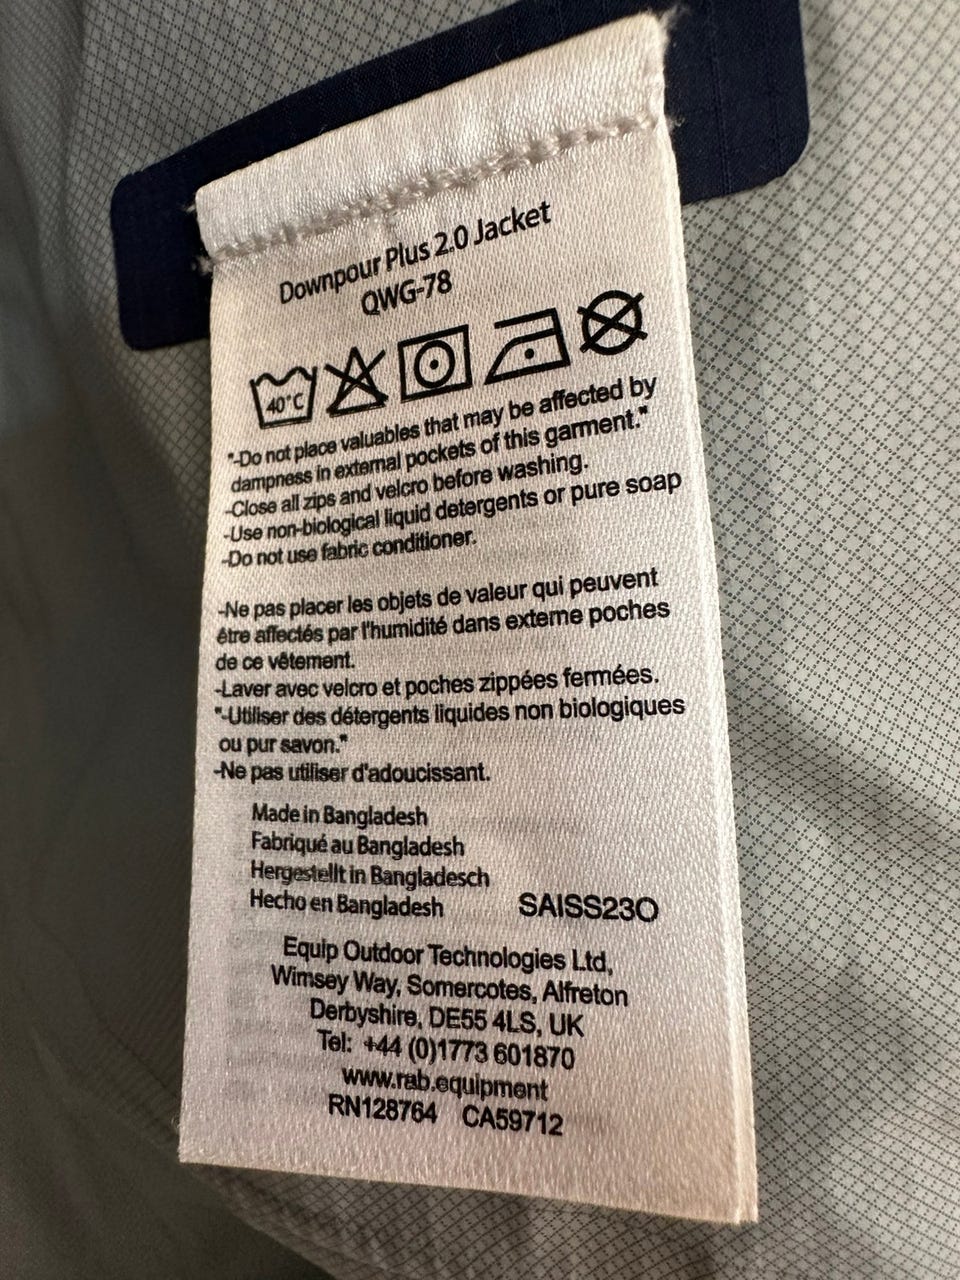 Downpour Plus 2.0 Jacket
QWG-78
40°C
"-Do not place valuables that may be affected by
dampness in external pockets of this garment."
-Close all zips and velcro before washing.
-Use non-biological liquid detergents or pure soap
-Do not use fabric conditioner.
-Ne pas placer les objets de valeur qui peuvent
être affectés par l'humidité dans externe poches
de ce vêtement.
-Laver avec velcro et poches zippées fermées.
"-Utiliser des détergents liquides non biologiques
ou pur savon."
-Ne pas utiliser d'adoucissant.
Made in Bangladesh
Fabriqué au Bangladesh
Hergestellt in Bangladesch
Hecho en Bangladesh SAISS23O
Equip Outdoor Technologies Ltd,
Wimsey Way, Somercotes, Alfreton
Derbyshire, DE55 4LS, UK
Tel: +44 (0)1773 601870
www.rab.equipment
RN128764 CA59712